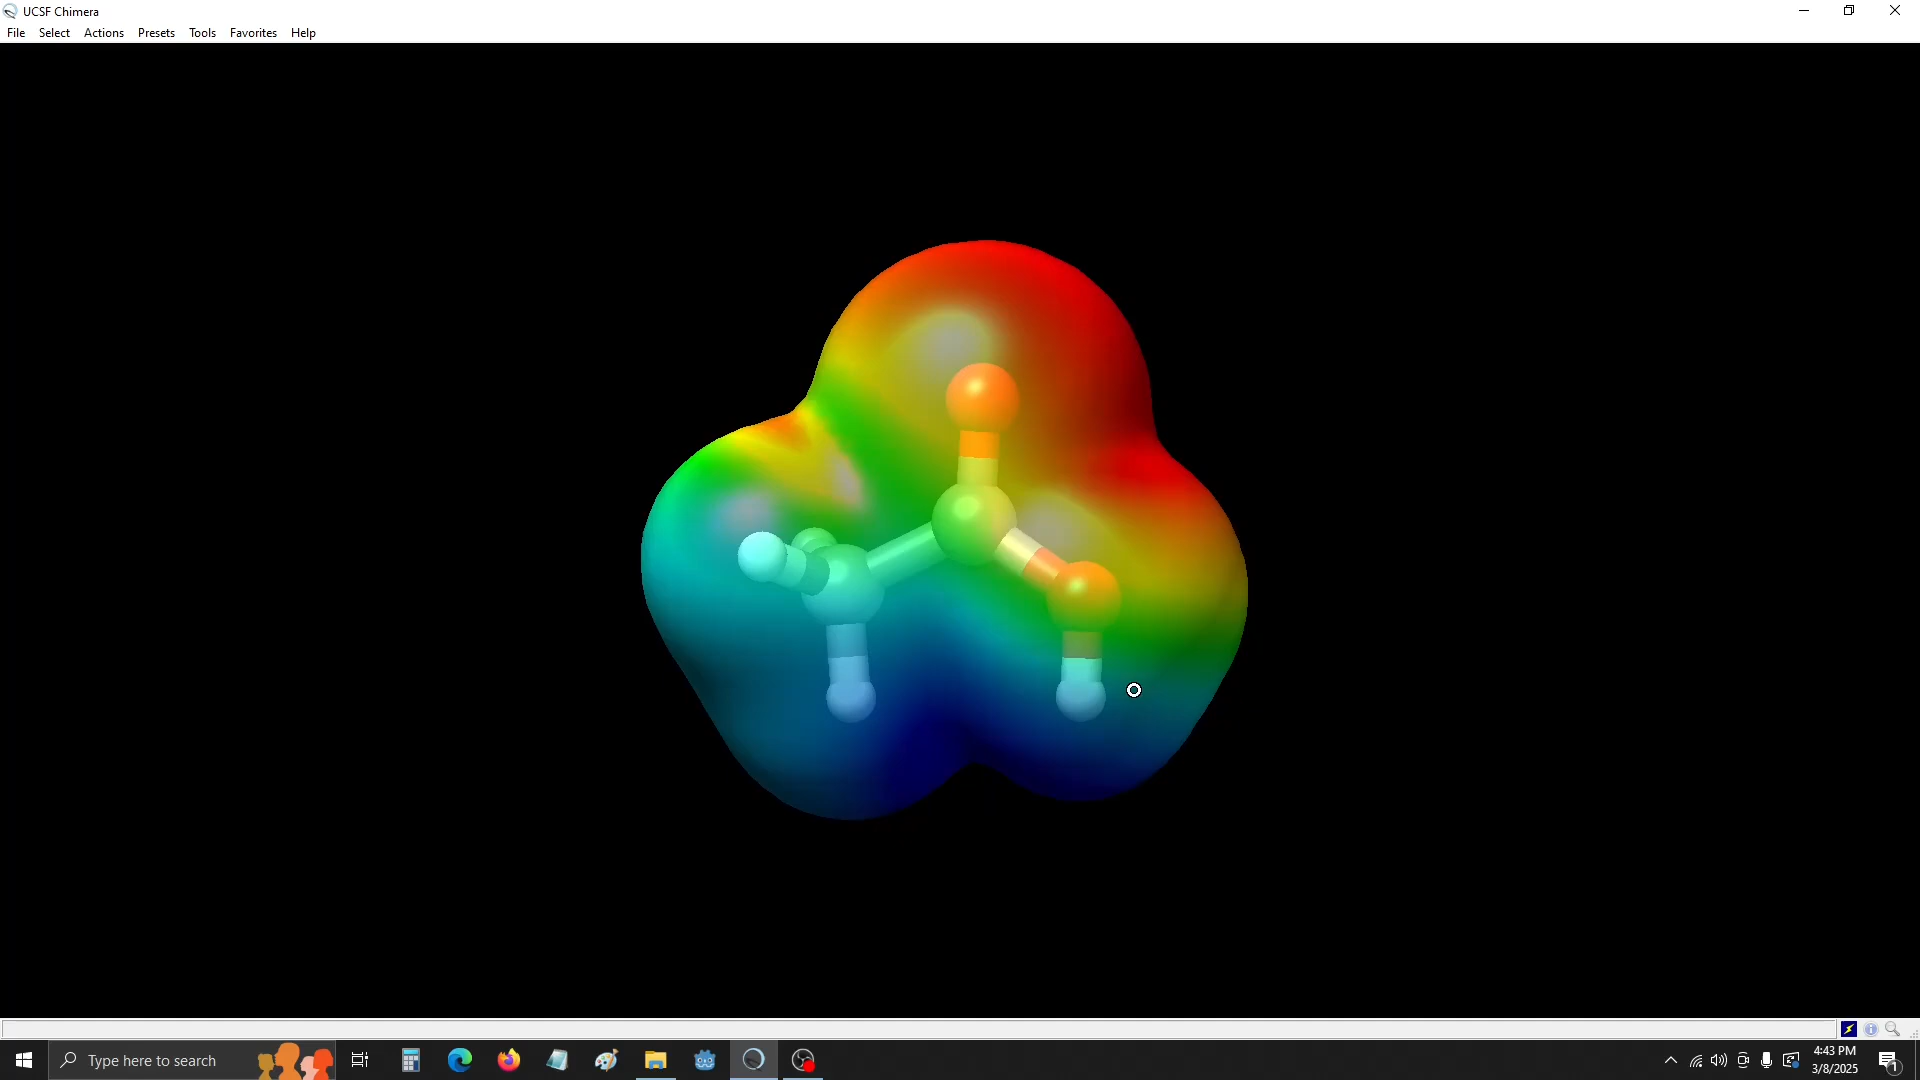 UCSF Chimera
File Select Actions Presets Tools Favorites Help
Type here to search
4:43 PM
3/8/2025
1